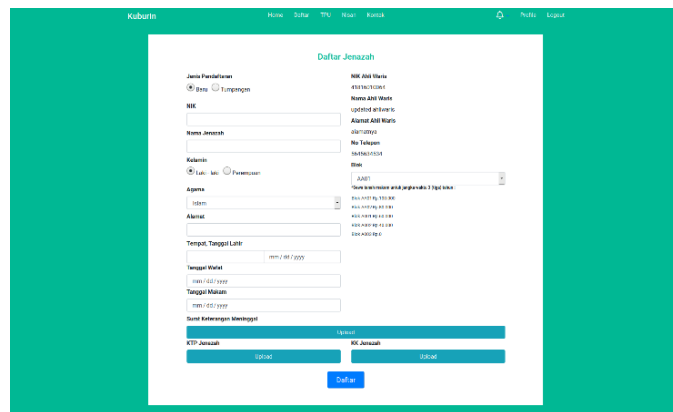 KuburIn
Home Daftar TPU Nisan Kontak
Profile Logout
Daftar Jenazah
Jenis Pendaftaran
Baru Tumpangan
NIK
Nama Jenazah
Kelamin
Laki - laki Perempuan
Agama
Islam
Alamat
Tempat, Tanggal Lahir
mm / dd / yyyy
Tanggal Wafat
mm / dd / yyyy
Tanggal Makam
mm / dd / yyyy
NIK Ahli Waris
Nama Ahli Waris
updated ahliwaris
Alamat Ahli Waris
alamatnya
No Telepon
Blok
AA01
Surat Keterangan Meninggal
Upload
KTP Jenazah
Upload
KK Jenazah
Upload
Daftar